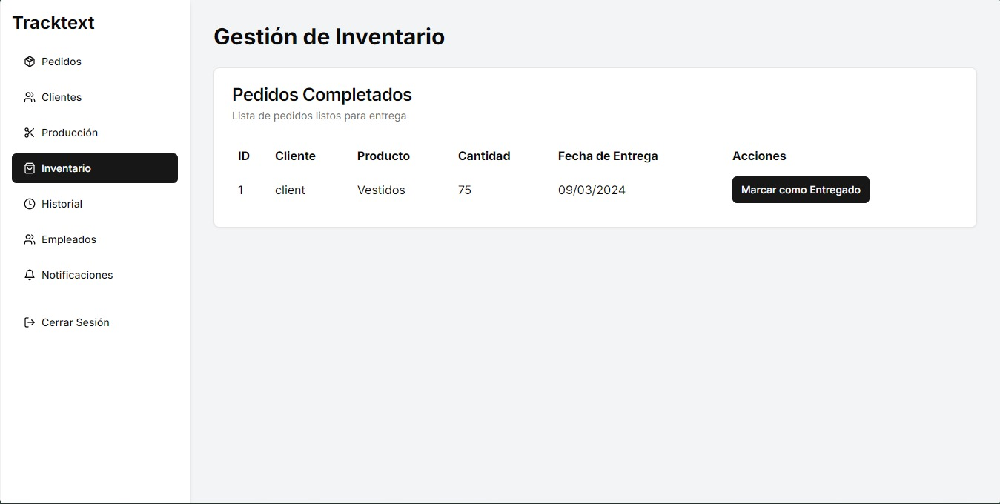 Tracktext
Pedidos
Clientes
Producción
Inventario
Historial
Empleados
Notificaciones
Cerrar Sesión
Gestión de Inventario
Pedidos Completados
Lista de pedidos listos para entrega
ID Cliente Producto Cantidad Fecha de Entrega Acciones
1 client Vestidos 75 09/03/2024 Marcar como Entregado